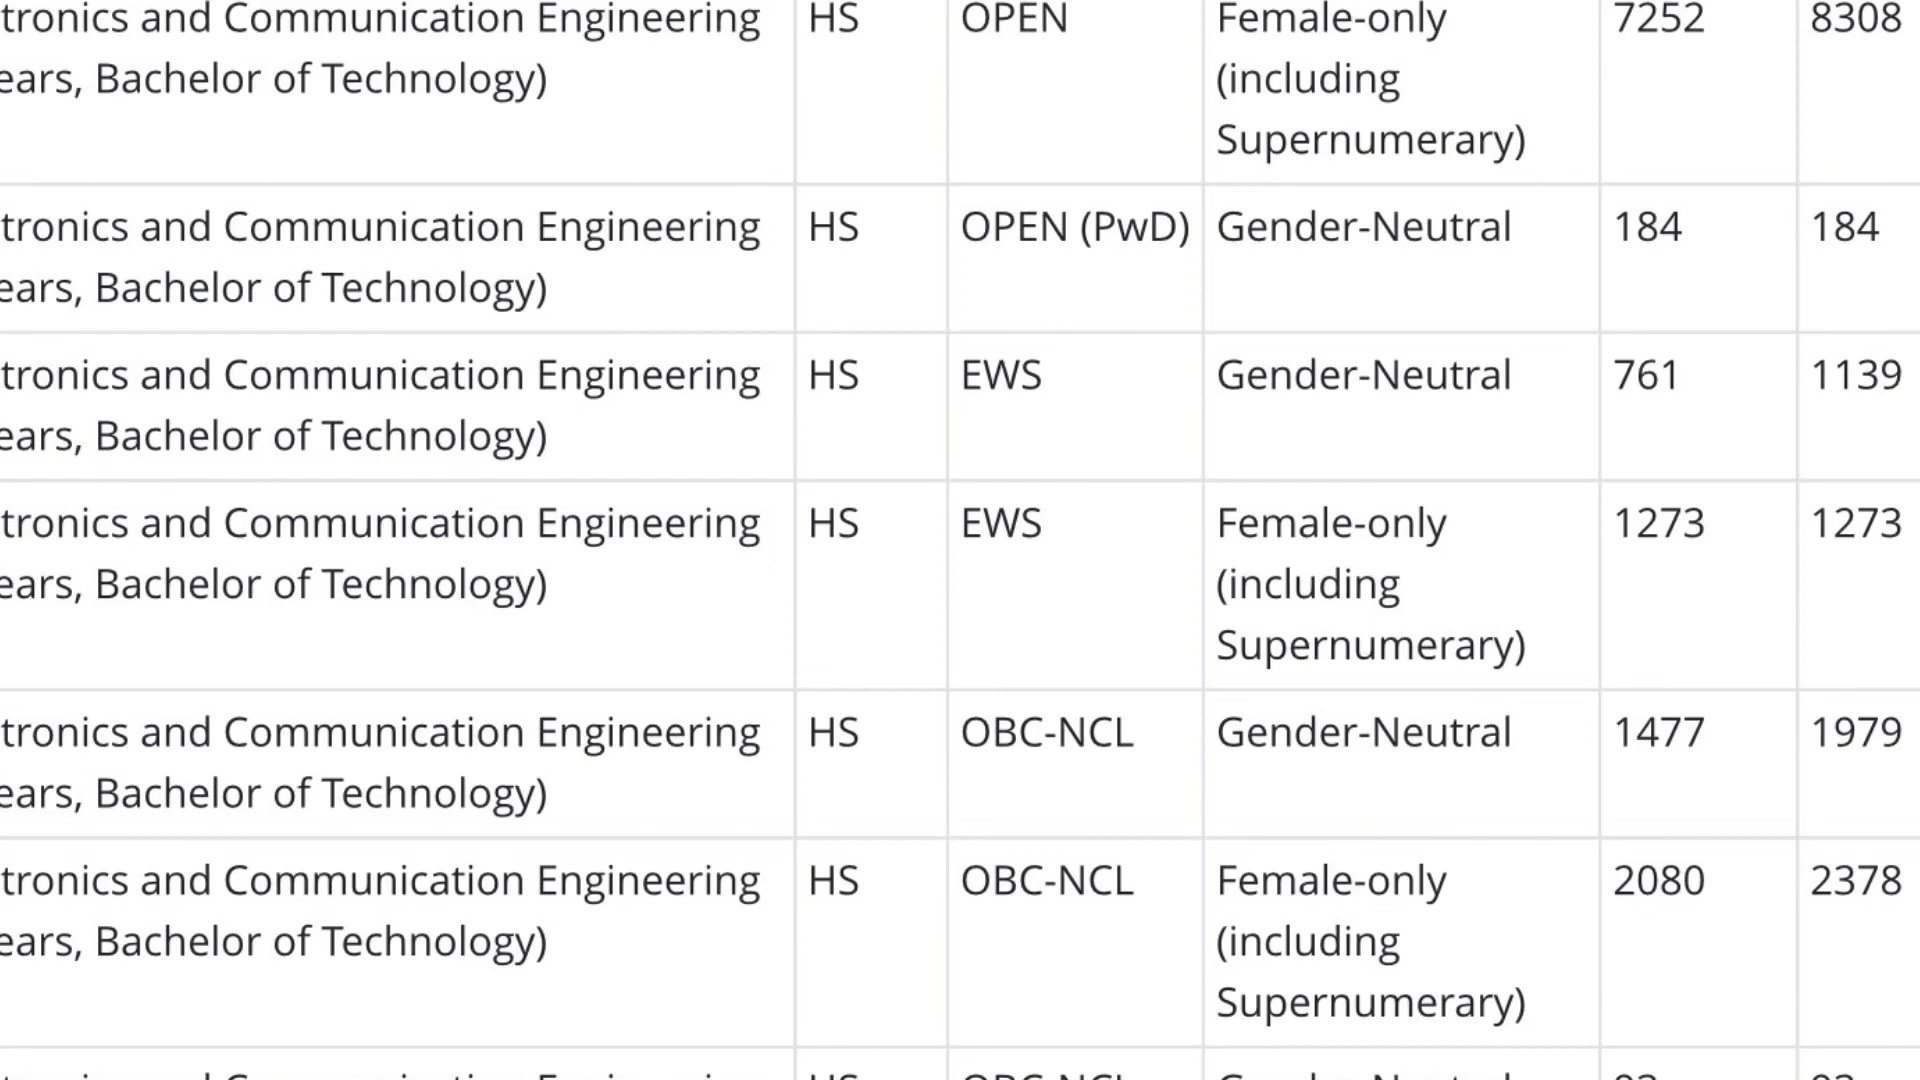 tronics and Communication Engineering HS OPEN Female-only 7252 8308
ears, Bachelor of Technology) (including
Supernumerary)
tronics and Communication Engineering HS OPEN (PwD) Gender-Neutral 184 184
ears, Bachelor of Technology)
tronics and Communication Engineering HS EWS Gender-Neutral 761 1139
ears, Bachelor of Technology)
tronics and Communication Engineering HS EWS Female-only 1273 1273
ears, Bachelor of Technology) (including
Supernumerary)
tronics and Communication Engineering HS OBC-NCL Gender-Neutral 1477 1979
ears, Bachelor of Technology)
tronics and Communication Engineering HS OBC-NCL Female-only 2080 2378
ears, Bachelor of Technology) (including
Supernumerary)